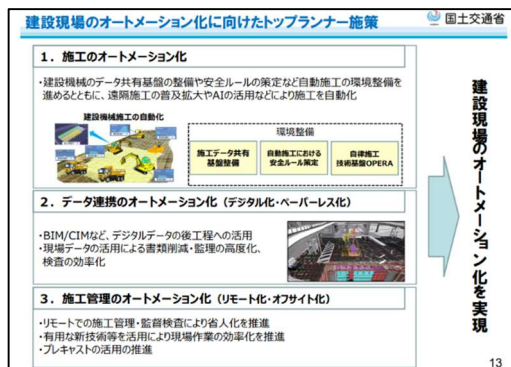 建設現場のオートメーション化に向けたトップランナー施策
国土交通省
1．施工のオートメーション化
・建設機械のデータ共有基盤の整備や安全ルールの策定など自動施工の環境整備を
進めるとともに、遠隔施工の普及拡大やAIの活用などにより施工を自動化
建設機械施工の自動化
環境整備
施工データ共有
基盤整備
自動施工における
安全ルール策定
自律施工
技術基盤OPERA
2．データ連携のオートメーション化（デジタル化・ペーパーレス化）
・BIM/CIMなど、デジタルデータの後工程への活用
・現場データの活用による書類削減・監理の高度化、
検査の効率化
3．施工管理のオートメーション化（リモート化・オフサイト化）
・リモートでの施工管理・監督検査により省人化を推進
・有用な新技術等を活用により現場作業の効率化を推進
・プレキャストの活用の推進
建設現場のオートメーション化を実現
13